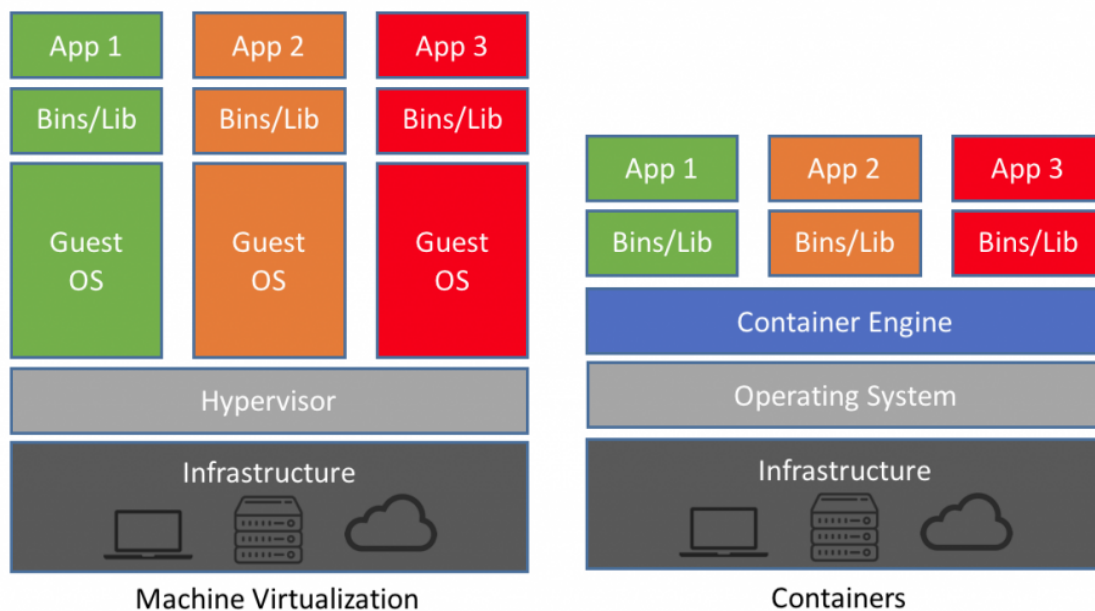 App 1
App 2
App 3
Bins/Lib
Bins/Lib
Bins/Lib
Guest
OS
Guest
OS
Guest
OS
Hypervisor
Infrastructure
Machine Virtualization
App 1
App 2
App 3
Bins/Lib
Bins/Lib
Bins/Lib
Container Engine
Operating System
Infrastructure
Containers